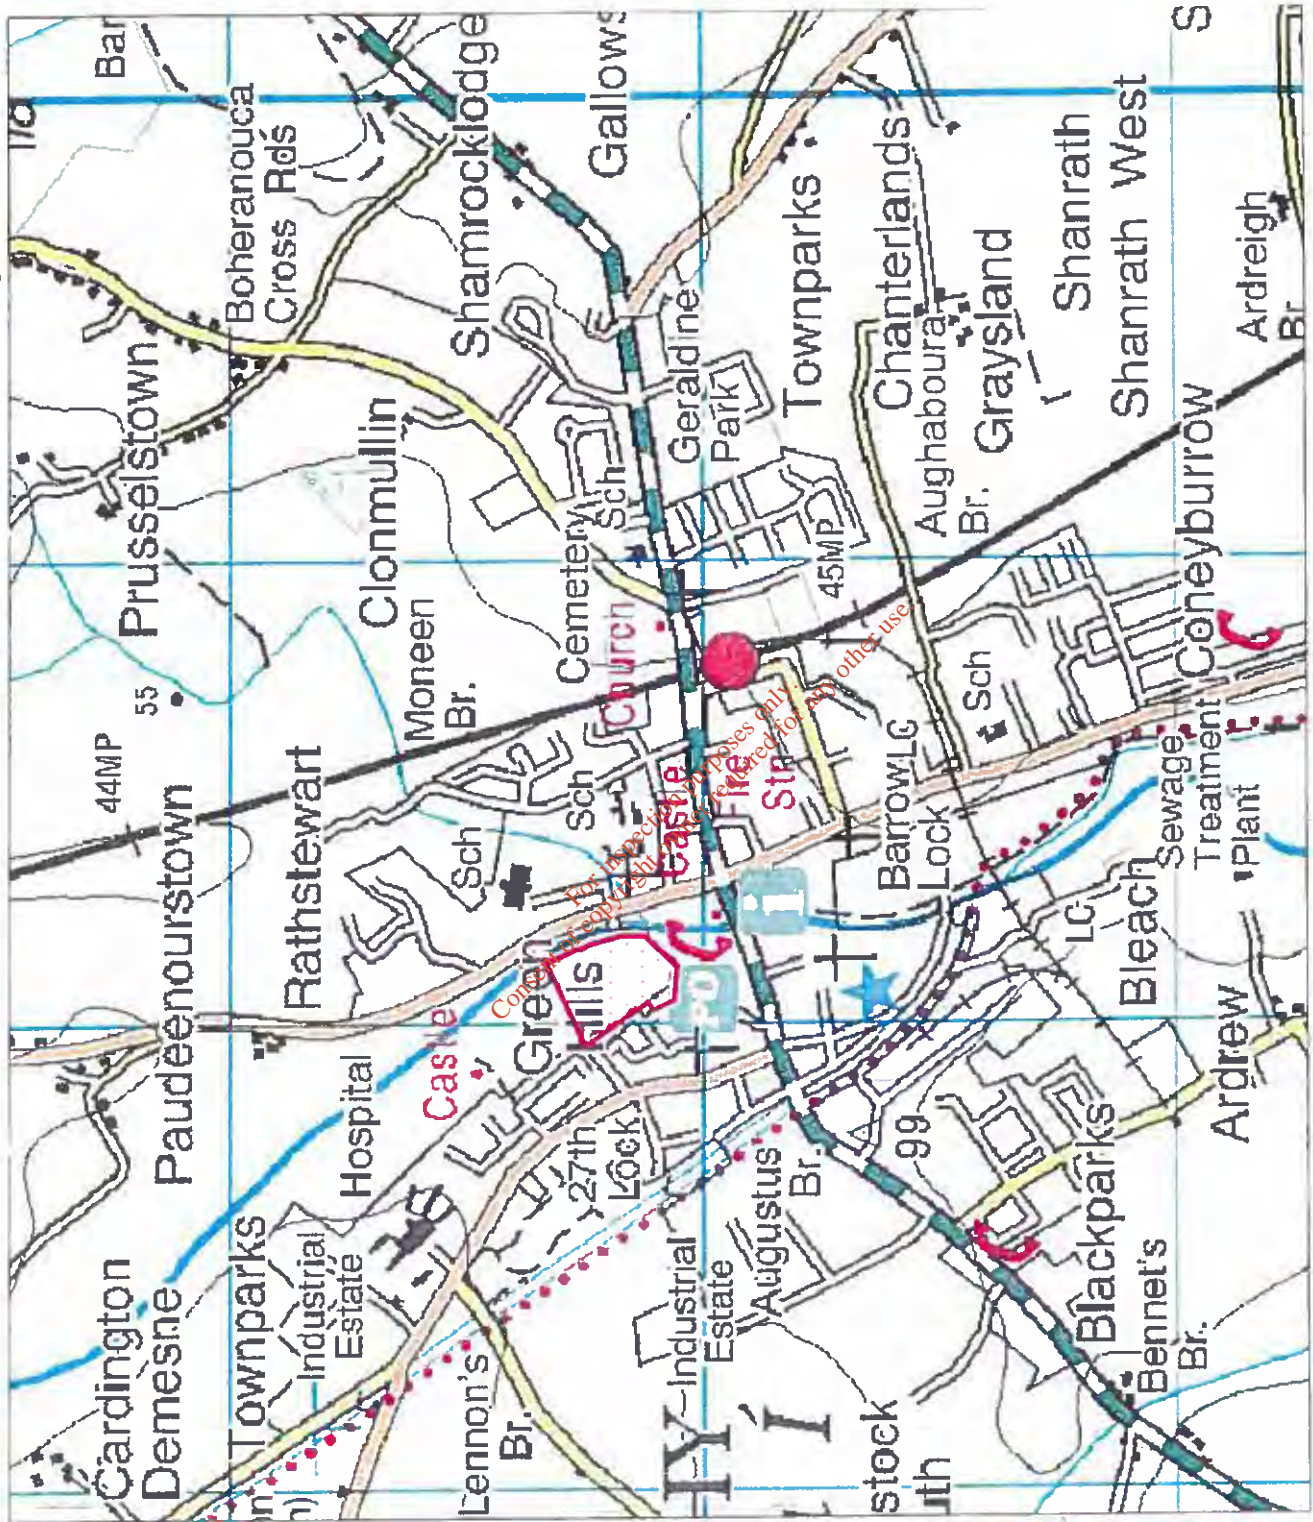 Bar
Boheranouca
Cross Rds
Shamrocklodge
Gallows
S
Prusselstown
Clonmullin
Cemetery
Sch
Geraldine
Park
Townparks
Chanterlands
Aughaboura
Br.
Graysland
Shanrath
Shanrath West
Ardreigh
Br.
44MP
55
Moneen
Br.
Church
45MP
Sch
Coneyburrow
Paudeenourstown
Rathstewart
Sch
Sch
Castle
Fire
Stn
Barrow
Lock
LC
Sewage
Treatment
Plant
Hospital
Castle
Green
Hills
PO
i
LC
Bleach
Ardrew
Cardington
Demesne
Townparks
Industrial
Estate
27th
Lock
Lennon's
Br.
Industrial
Estate
Augustus
Br.
99
Blackparks
Bennet's
Br.
HY
Í
stock
uth
For inspection purposes only.
Consent of copyright owner required for any other use.